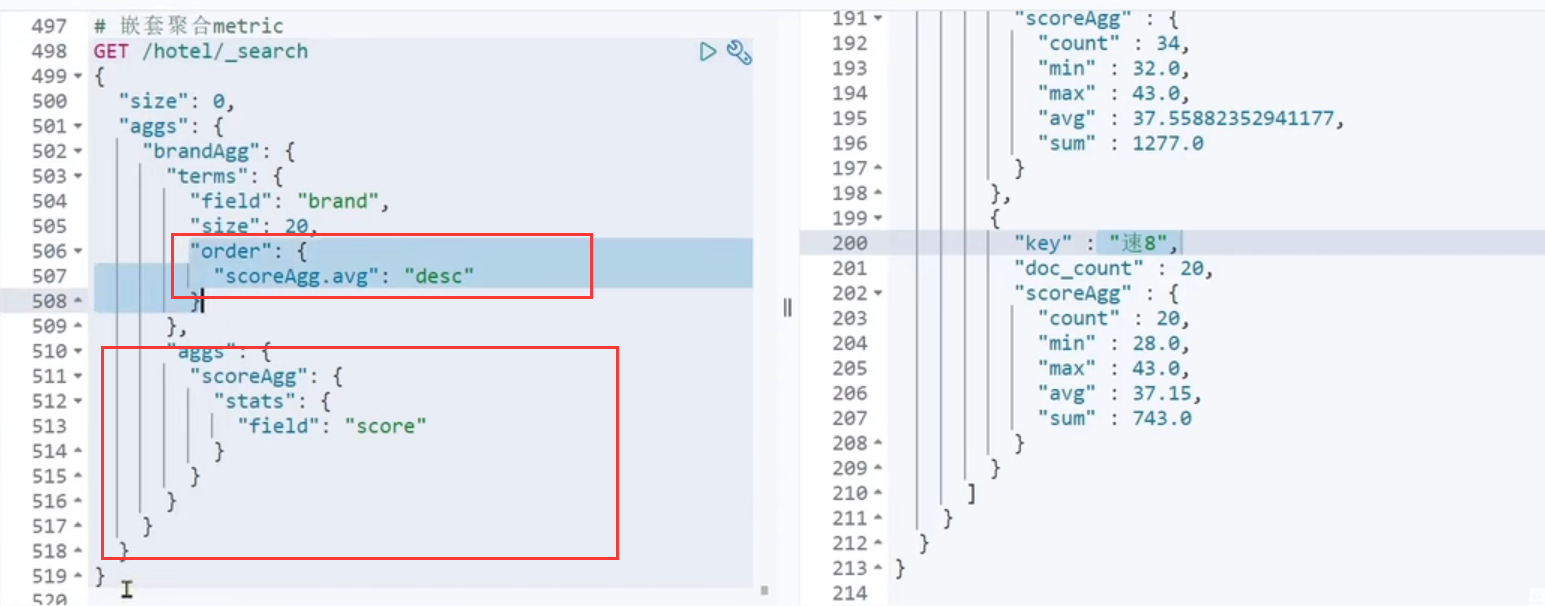 497 # 嵌套聚合metric
498 GET /hotel/_search
499 {
500 "size": 0,
501 "aggs": {
502 "brandAgg": {
503 "terms": {
504 "field": "brand",
505 "size": 20,
506 "order": {
507 "scoreAgg.avg": "desc"
508 }
509 },
510 "aggs": {
511 "scoreAgg": {
512 "stats": {
513 "field": "score"
514 }
515 }
516 }
517 }
518 }
519 }
520
191 "scoreAgg" : {
192 "count" : 34,
193 "min" : 32.0,
194 "max" : 43.0,
195 "avg" : 37.55882352941177,
196 "sum" : 1277.0
197 }
198 },
199 {
200 "key" : "速8",
201 "doc_count" : 20,
202 "scoreAgg" : {
203 "count" : 20,
204 "min" : 28.0,
205 "max" : 43.0,
206 "avg" : 37.15,
207 "sum" : 743.0
208 }
209 }
210 ]
211 }
212 }
213 }
214